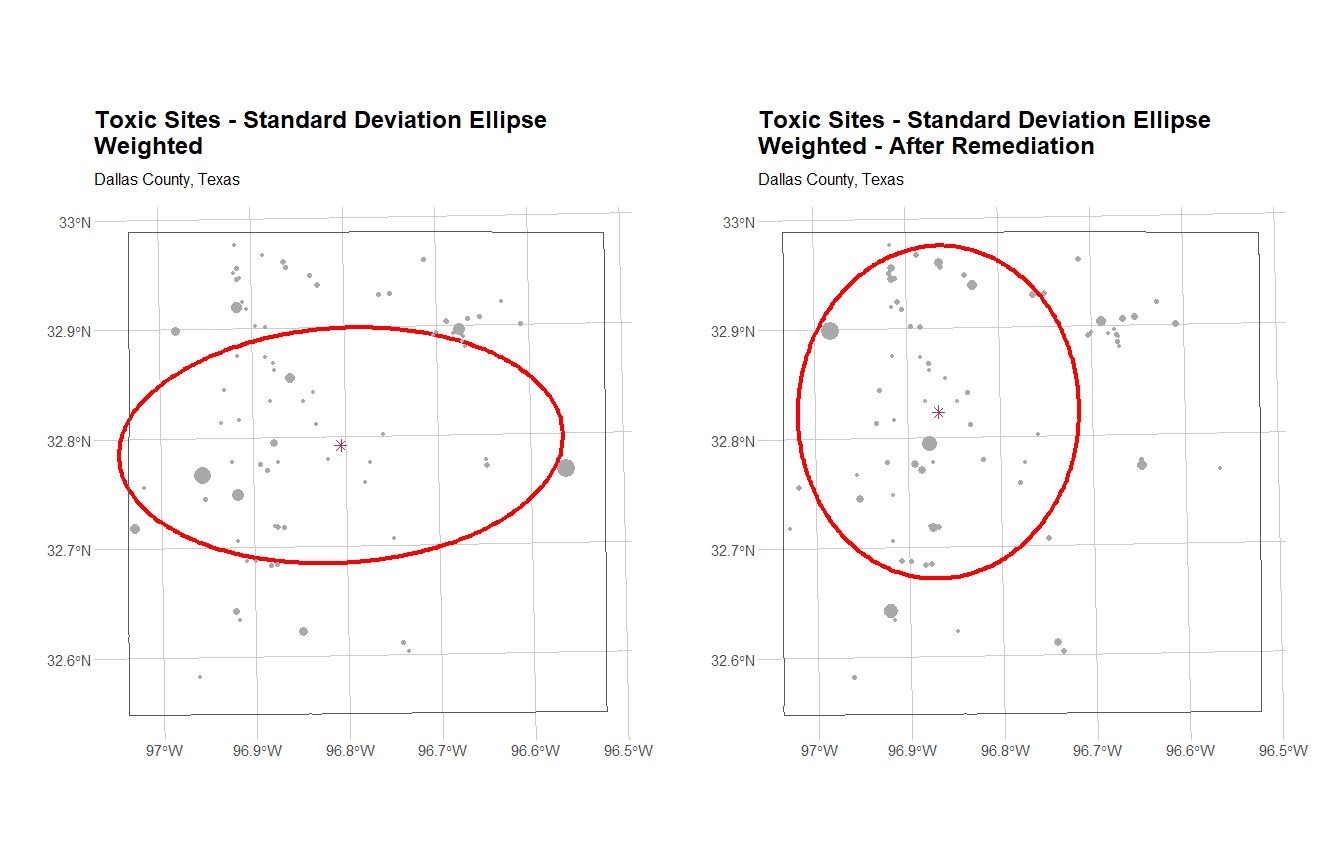 Toxic Sites - Standard Deviation Ellipse
Weighted
Dallas County, Texas
33°N
32.9°N
32.8°N
32.7°N
32.6°N
97°W
96.9°W
96.8°W
96.7°W
96.6°W
96.5°W
Toxic Sites - Standard Deviation Ellipse
Weighted - After Remediation
Dallas County, Texas
33°N
32.9°N
32.8°N
32.7°N
32.6°N
97°W
96.9°W
96.8°W
96.7°W
96.6°W
96.5°W